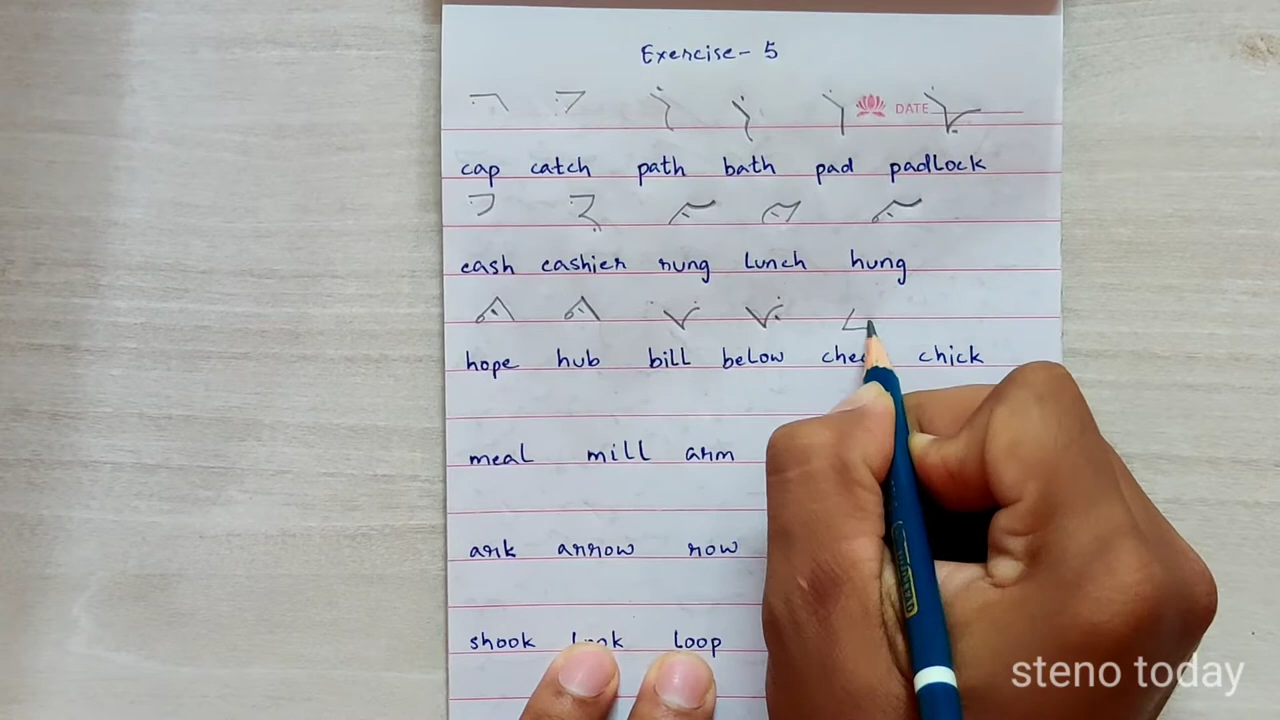 Exercise - 5
DATE
cap catch path bath pad padlock
cash cashier rung lunch hung
hope hub bill below chick
meal mill arm
ark arrow row
shook loop
steno today